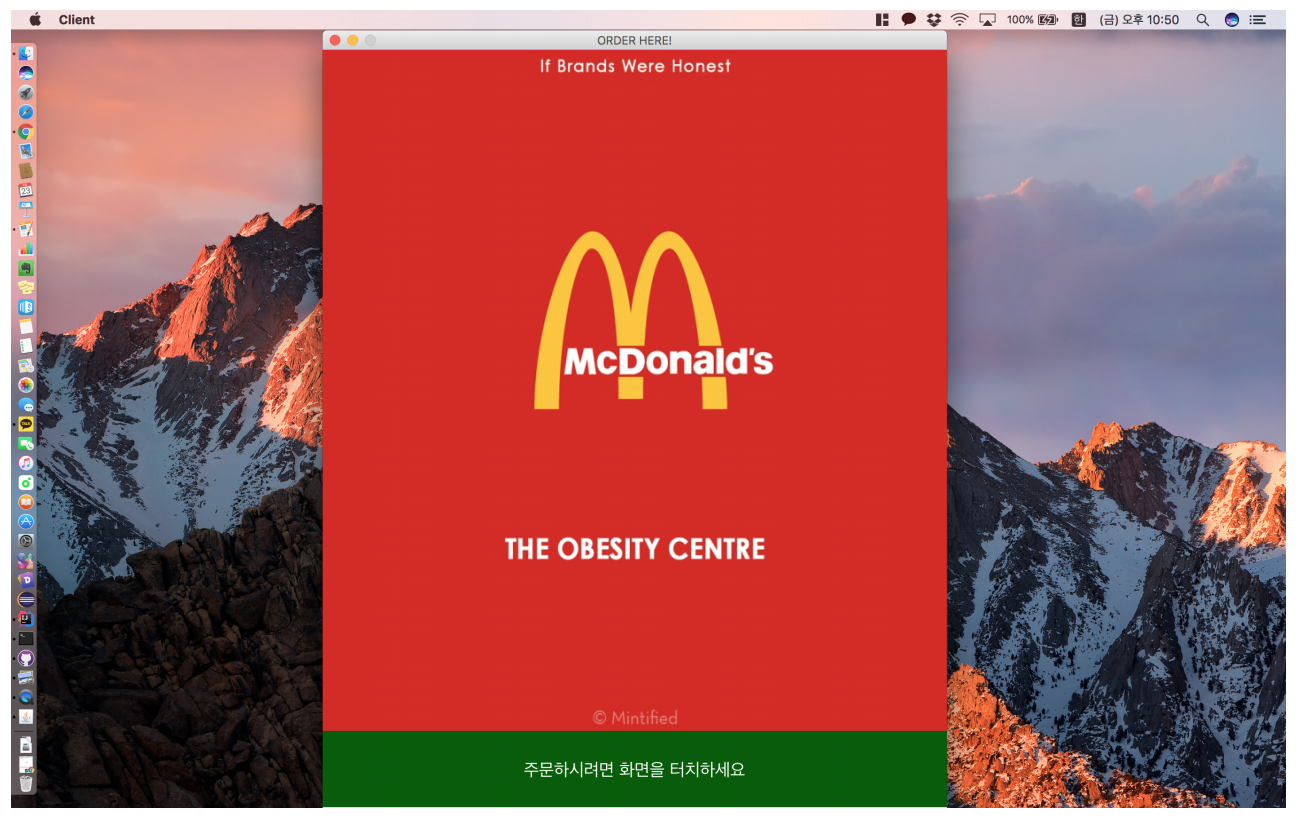 Client
100%
한
(금) 오후 10:50
ORDER HERE!
If Brands Were Honest
McDonald's
THE OBESITY CENTRE
© Mintified
주문하시려면 화면을 터치하세요
23